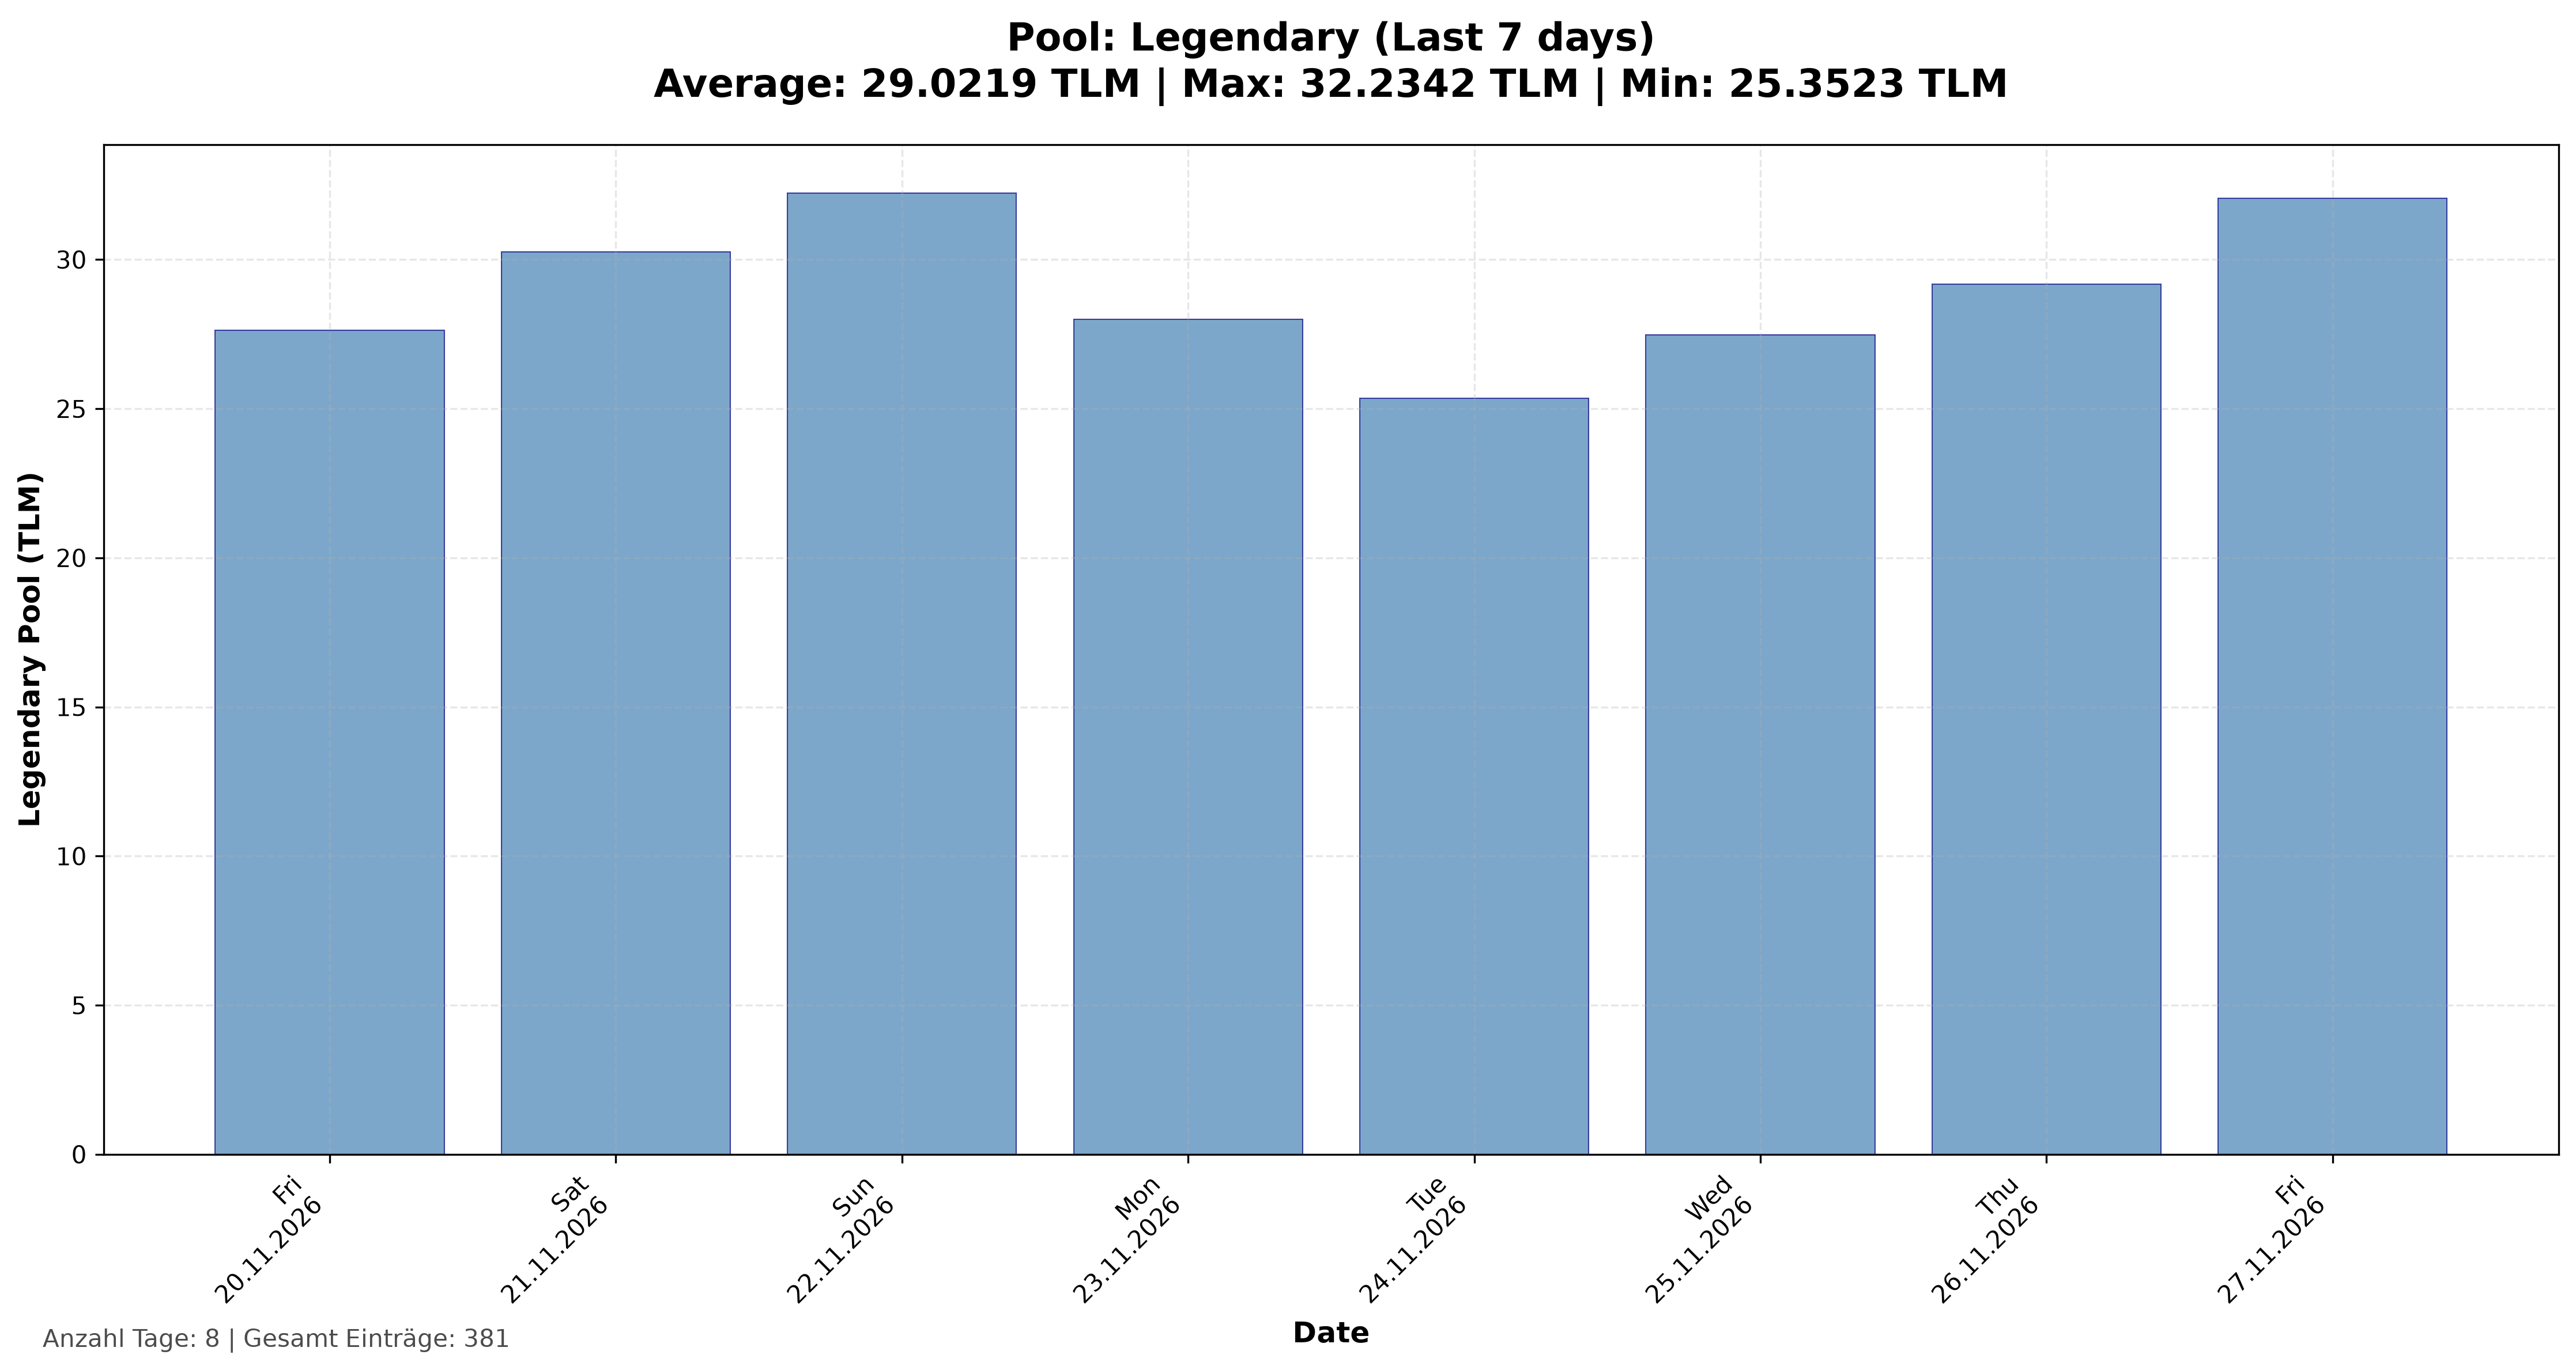 Pool: Legendary (Last 7 days)
Average: 29.0219 TLM | Max: 32.2342 TLM | Min: 25.3523 TLM
Legendary Pool (TLM)
30
25
20
15
10
5
0
Fri
20.11.2026
Sat
21.11.2026
Sun
22.11.2026
Mon
23.11.2026
Tue
24.11.2026
Wed
25.11.2026
Thu
26.11.2026
Fri
27.11.2026
Date
Anzahl Tage: 8 | Gesamt Einträge: 381